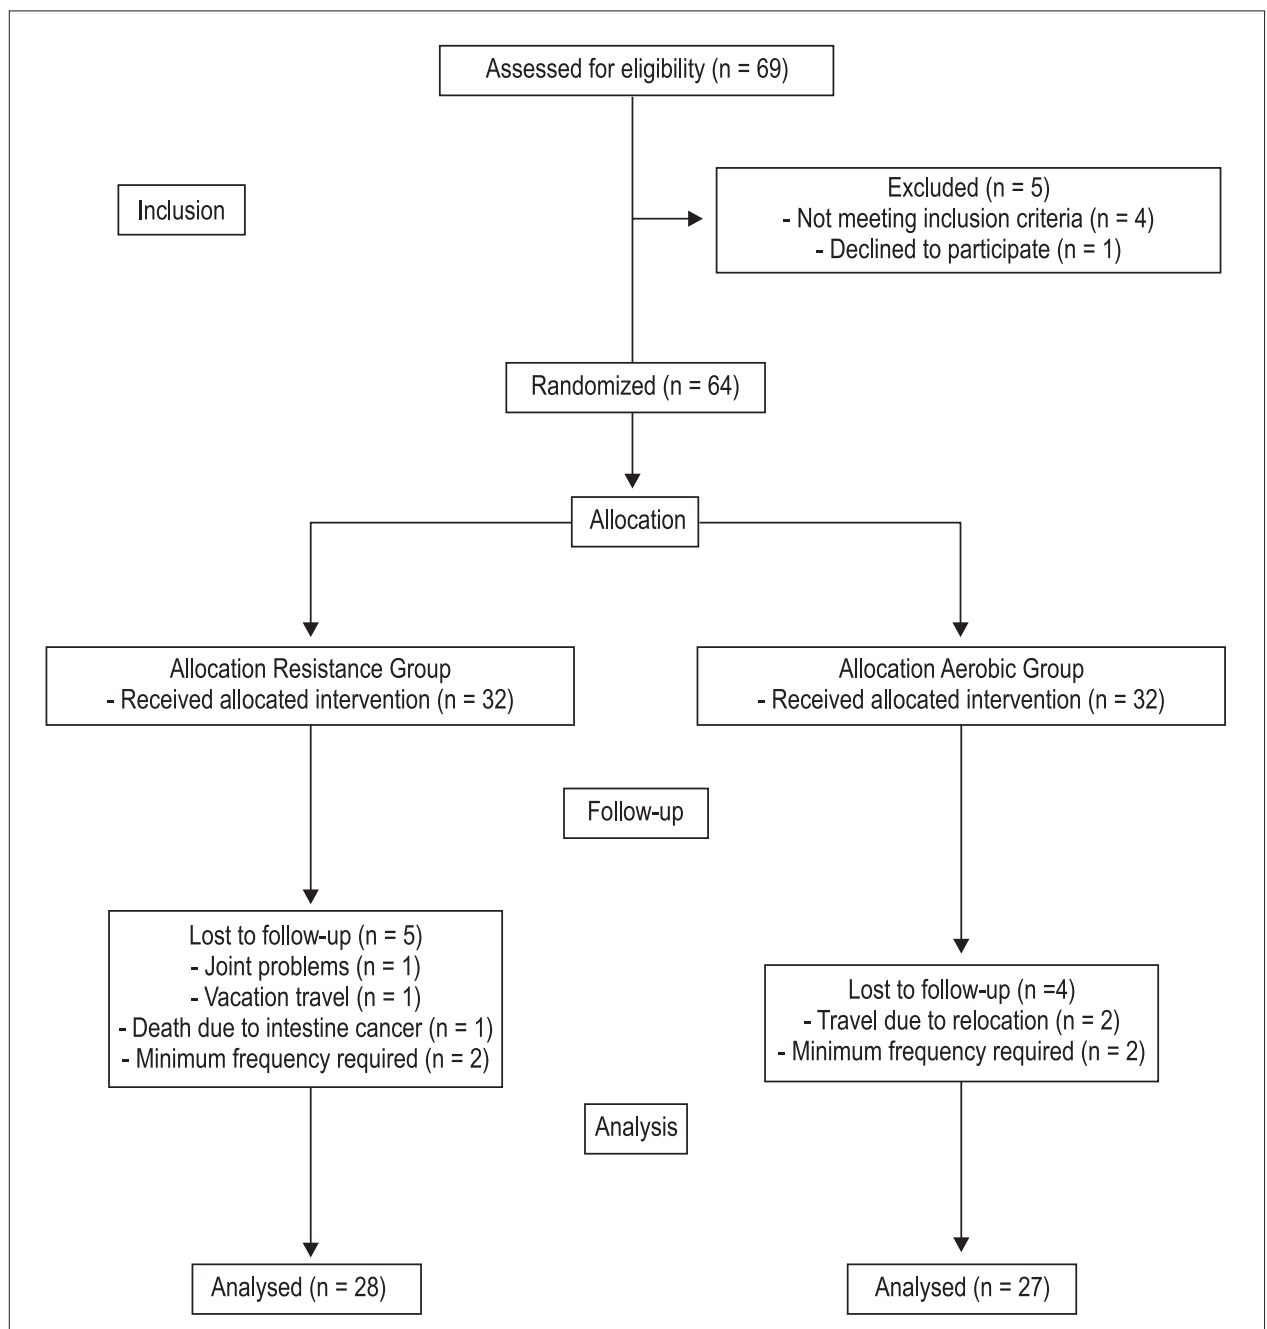 Assessed for eligibility (n = 69)
Inclusion
Excluded (n = 5)
- Not meeting inclusion criteria (n = 4)
- Declined to participate (n = 1)
Randomized (n = 64)
Allocation
Allocation Resistance Group
- Received allocated intervention (n = 32)
Allocation Aerobic Group
- Received allocated intervention (n = 32)
Follow-up
Lost to follow-up (n = 5)
- Joint problems (n = 1)
- Vacation travel (n = 1)
- Death due to intestine cancer (n = 1)
- Minimum frequency required (n = 2)
Lost to follow-up (n =4)
- Travel due to relocation (n = 2)
- Minimum frequency required (n = 2)
Analysis
Analysed (n = 28)
Analysed (n = 27)